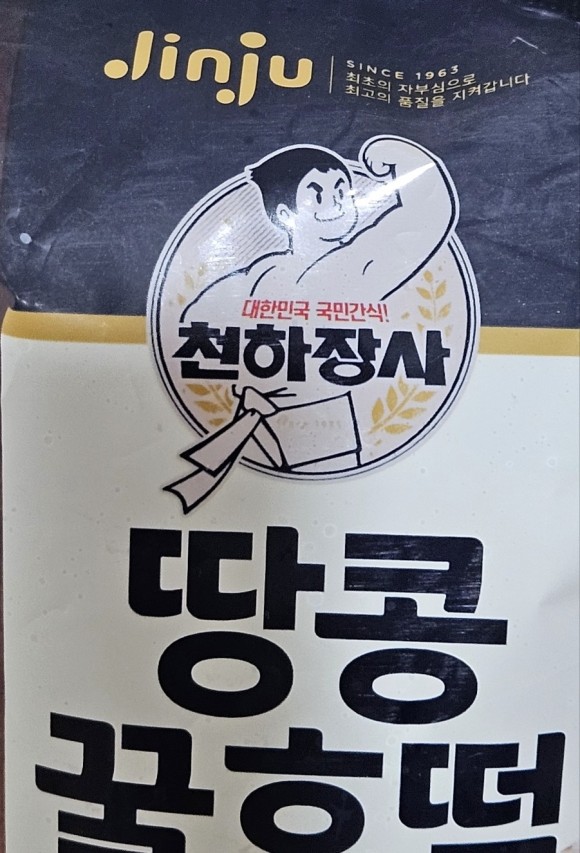 Jinju
SINCE 1963
최초의 자부심으로
최고의 품질을 지켜갑니다
대한민국 국민간식!
천하장사
땅콩